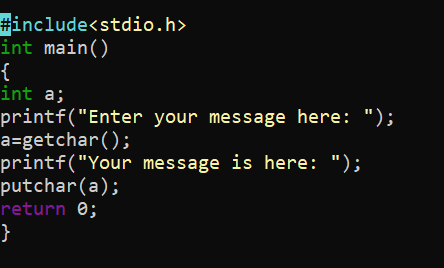 #include<stdio.h>
int main()
{
int a;
printf("Enter your message here: ");
a=getchar();
printf("Your message is here: ");
putchar(a);
return 0;
}